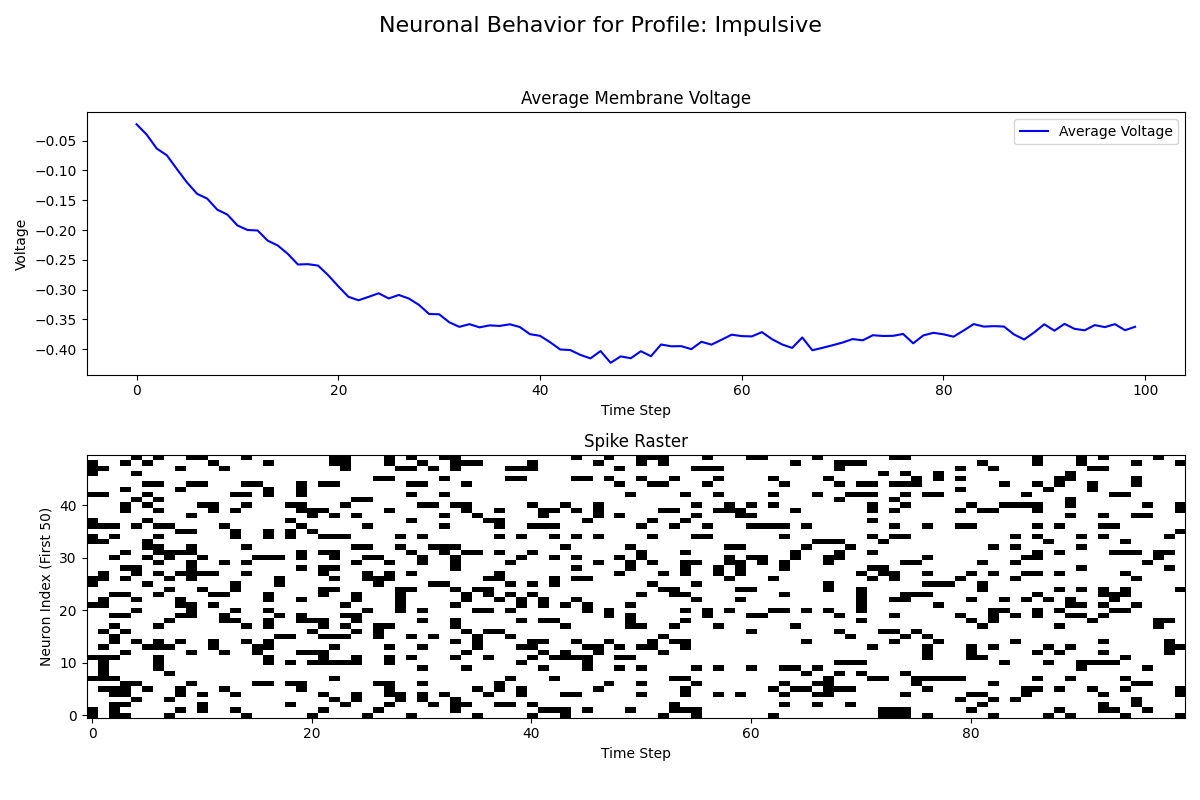 Neuronal Behavior for Profile: Impulsive
Average Membrane Voltage
Average Voltage
−0.05
−0.10
−0.15
−0.20
−0.25
−0.30
−0.35
−0.40
Voltage
0 20 40 60 80 100
Time Step
Spike Raster
40
30
20
10
0
Neuron Index (First 50)
0 20 40 60 80
Time Step